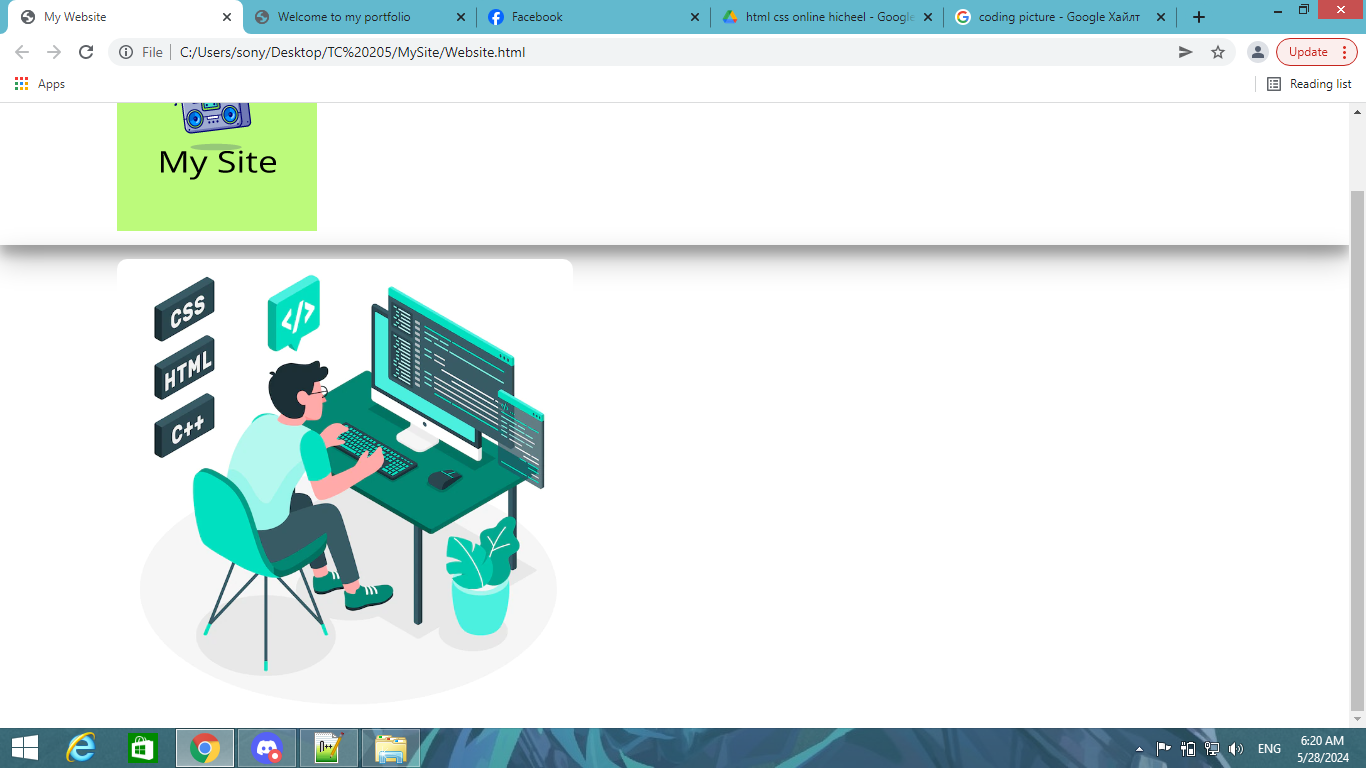 My Website
Welcome to my portfolio
Facebook
html css online hicheel - Google
coding picture - Google Хайлт
File
C:/Users/sony/Desktop/TC%20205/MySite/Website.html
Update
Apps
Reading list
My Site
CSS
</>
HTML
C++
ENG
6:20 AM
5/28/2024